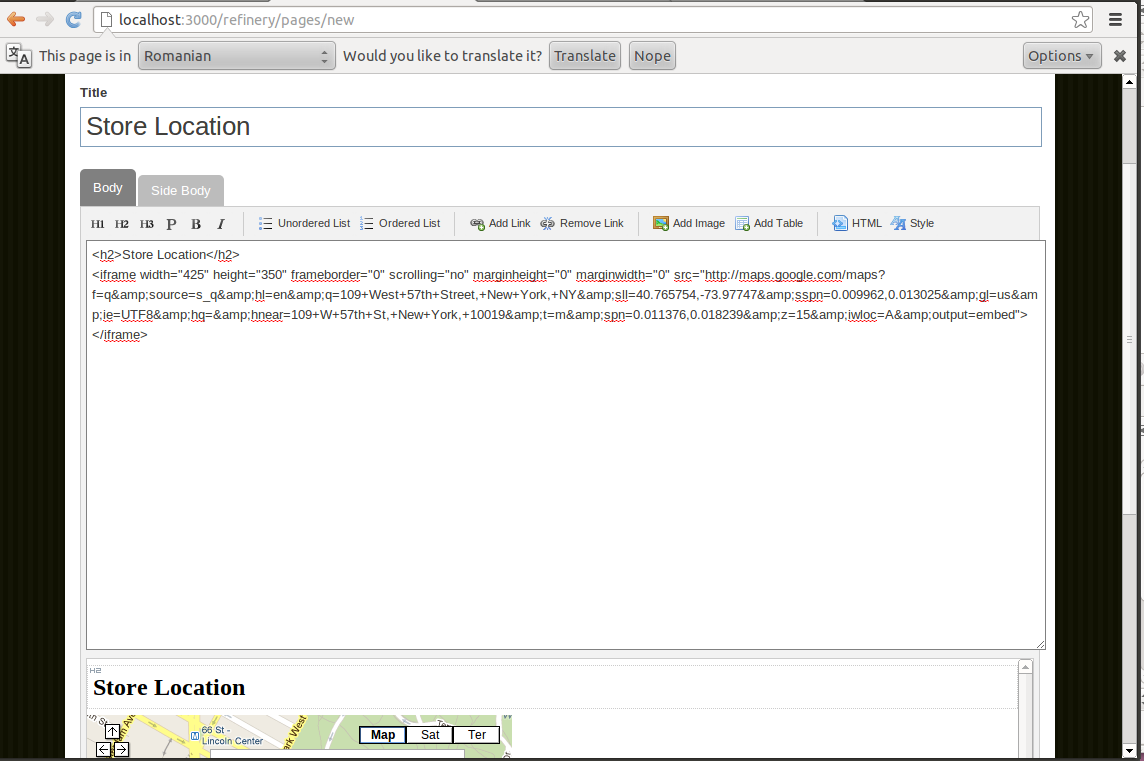 localhost:3000/refinery/pages/new
This page is in Romanian Would you like to translate it? Translate Nope Options
Title
Store Location
Body Side Body
H1 H2 H3 P B I Unordered List Ordered List Add Link Remove Link Add Image Add Table HTML Style
<h2>Store Location</h2>
<iframe width="425" height="350" frameborder="0" scrolling="no" marginheight="0" marginwidth="0" src="http://maps.google.com/maps?
f=q&amp;source=s_q&amp;hl=en&amp;q=109+West+57th+Street,+New+York,+NY&amp;sll=40.765754,-73.97747&amp;sspn=0.009962,0.013025&amp;gl=us&am
p;ie=UTF8&amp;hq=&amp;hnear=109+W+57th+St,+New+York,+10019&amp;t=m&amp;spn=0.011376,0.018239&amp;z=15&amp;iwloc=A&amp;output=embed">
</iframe>
H2
Store Location
66 St -
Lincoln Center
Map Sat Ter